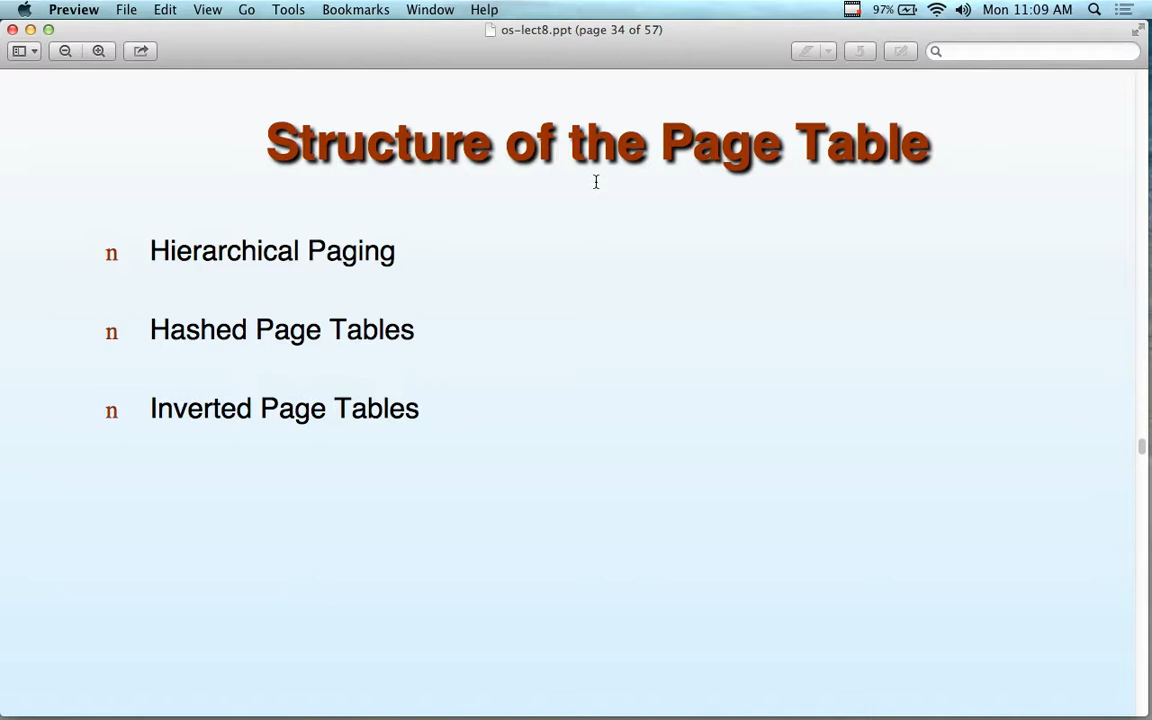 Preview File Edit View Go Tools Bookmarks Window Help 97% Mon 11:09 AM
os-lect8.ppt (page 34 of 57)
Structure of the Page Table
n Hierarchical Paging
n Hashed Page Tables
n Inverted Page Tables